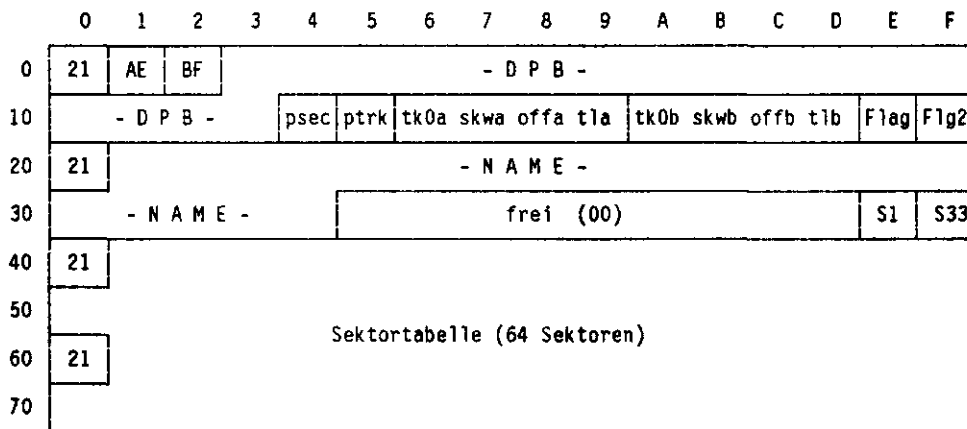 0 1 2 3 4 5 6 7 8 9 A B C D E F
0 21 AE BF - D P B -
10 - D P B - psec ptrk tk0a skwa offa tla tk0b skwb offb tlb Flag Flg2
20 21 - N A M E -
30 - N A M E - frei (00) S1 S33
40 21
50
Sektortabelle (64 Sektoren)
60 21
70